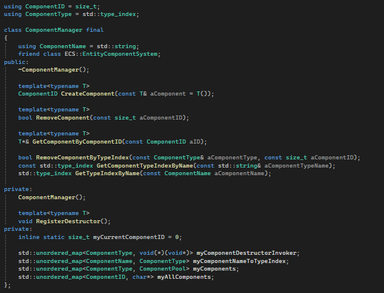 using ComponentID = size_t;
using ComponentType = std::type_index;
class ComponentManager final
{
using ComponentName = std::string;
friend class ECS::EntityComponentSystem;
public:
~ComponentManager();
template<typename T>
ComponentID CreateComponent(const T& aComponent = T());
template<typename T>
bool RemoveComponent(const size_t aComponentID);
template<typename T>
T*& GetComponentByComponentID(const ComponentID aID);
bool RemoveComponentByTypeIndex(const ComponentType& aComponentType, const size_t aComponentID);
const std::type_index GetComponentTypeIndexByName(const std::string& aComponentTypeName);
std::type_index GetTypeIndexByName(const ComponentName aComponentName);
private:
ComponentManager();
template<typename T>
void RegisterDestructor();
private:
inline static size_t myCurrentComponentID = 0;
std::unordered_map<ComponentType, void(*)(void*)> myComponentDestructorInvoker;
std::unordered_map<ComponentName, ComponentType> myComponentNameToTypeIndex;
std::unordered_map<ComponentType, ComponentPool> myComponents;
std::unordered_map<ComponentID, char*> myAllComponents;
};